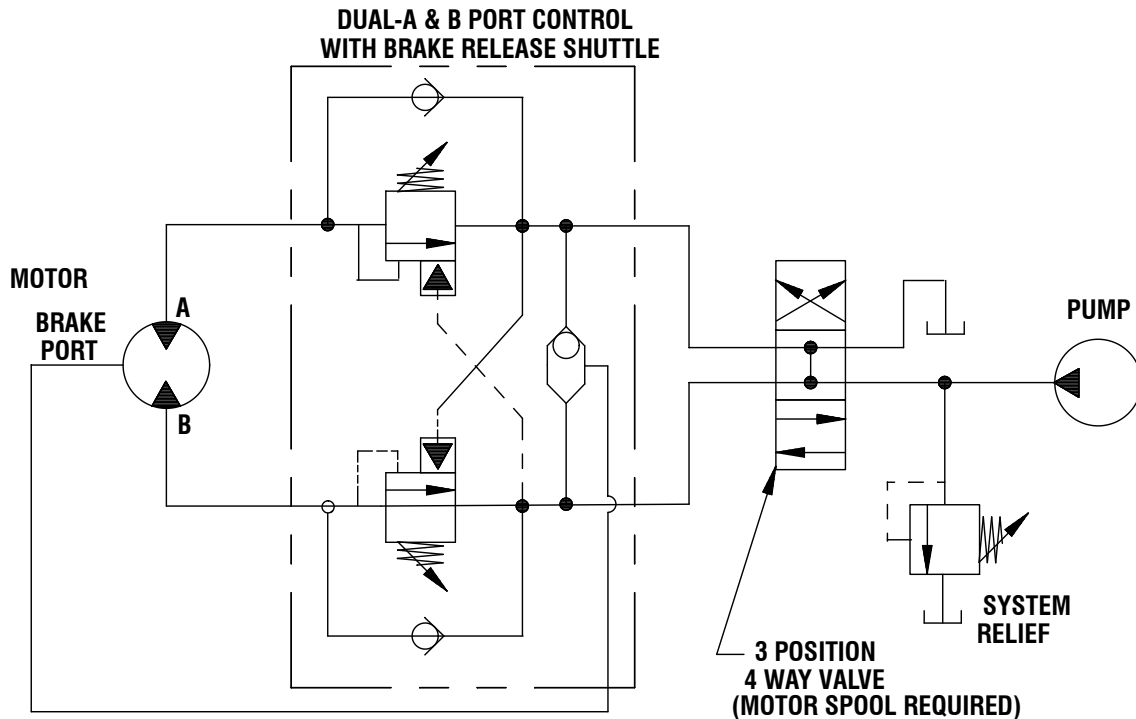 DUAL-A & B PORT CONTROL
WITH BRAKE RELEASE SHUTTLE
MOTOR
BRAKE
PORT
A
B
PUMP
SYSTEM
RELIEF
3 POSITION
4 WAY VALVE
(MOTOR SPOOL REQUIRED)